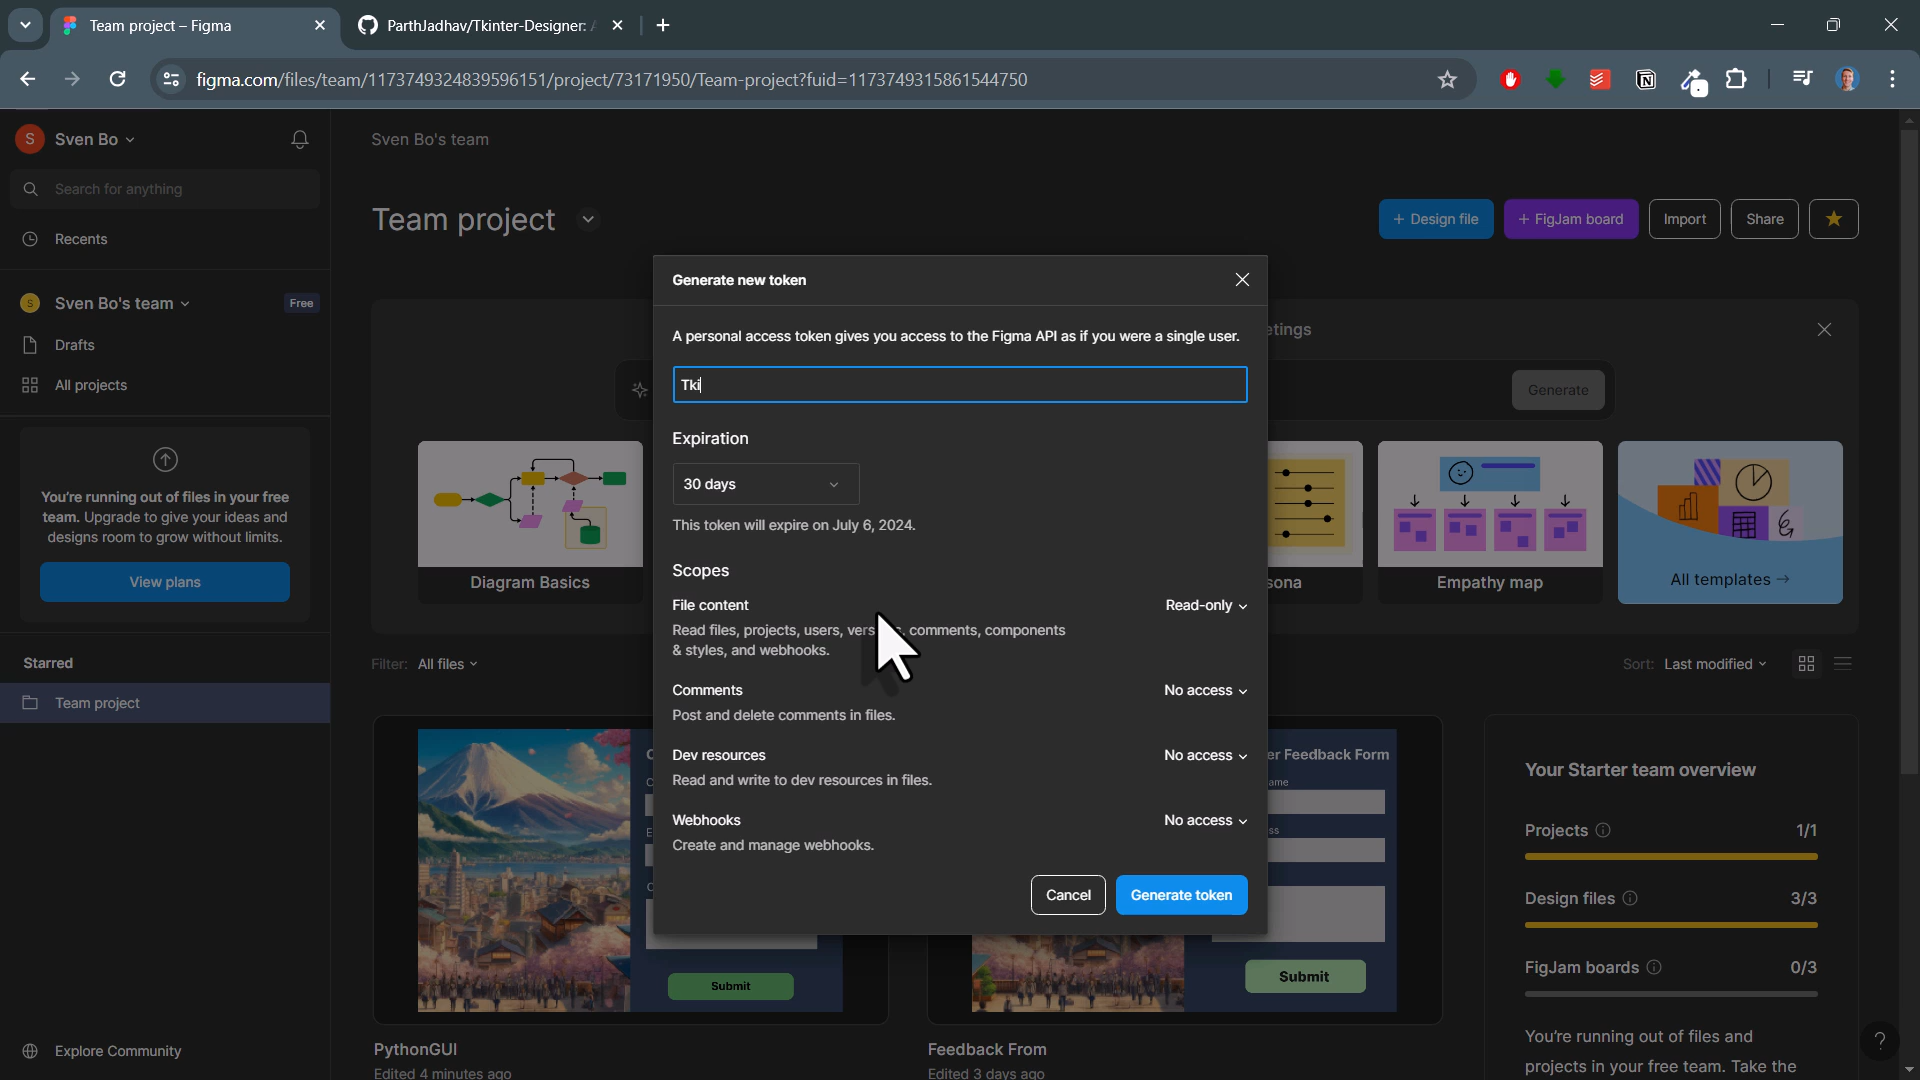 Team project – Figma
ParthJadhav/Tkinter-Designer:
figma.com/files/team/1173749324839596151/project/73171950/Team-project?fuid=1173749315861544750
S
Sven Bo
Search for anything
Recents
S
Sven Bo's team
Free
Drafts
All projects
You're running out of files in your free
team. Upgrade to give your ideas and
designs room to grow without limits.
View plans
Starred
Team project
Explore Community
Sven Bo's team
Team project
+ Design file
+ FigJam board
Import
Share
etings
Generate
Diagram Basics
sona
Empathy map
All templates →
Filter: All files
Sort: Last modified
Generate new token
A personal access token gives you access to the Figma API as if you were a single user.
Tki
Expiration
30 days
This token will expire on July 6, 2024.
Scopes
File content
Read-only
Read files, projects, users, comments, components
& styles, and webhooks.
Comments
No access
Post and delete comments in files.
Dev resources
No access
Read and write to dev resources in files.
Webhooks
No access
Create and manage webhooks.
Cancel
Generate token
Submit
er Feedback Form
ame
ss
Submit
PythonGUI
Edited 4 minutes ago
Feedback From
Edited 3 days ago
Your Starter team overview
Projects
1/1
Design files
3/3
FigJam boards
0/3
You're running out of files and
projects in your free team. Take the
?